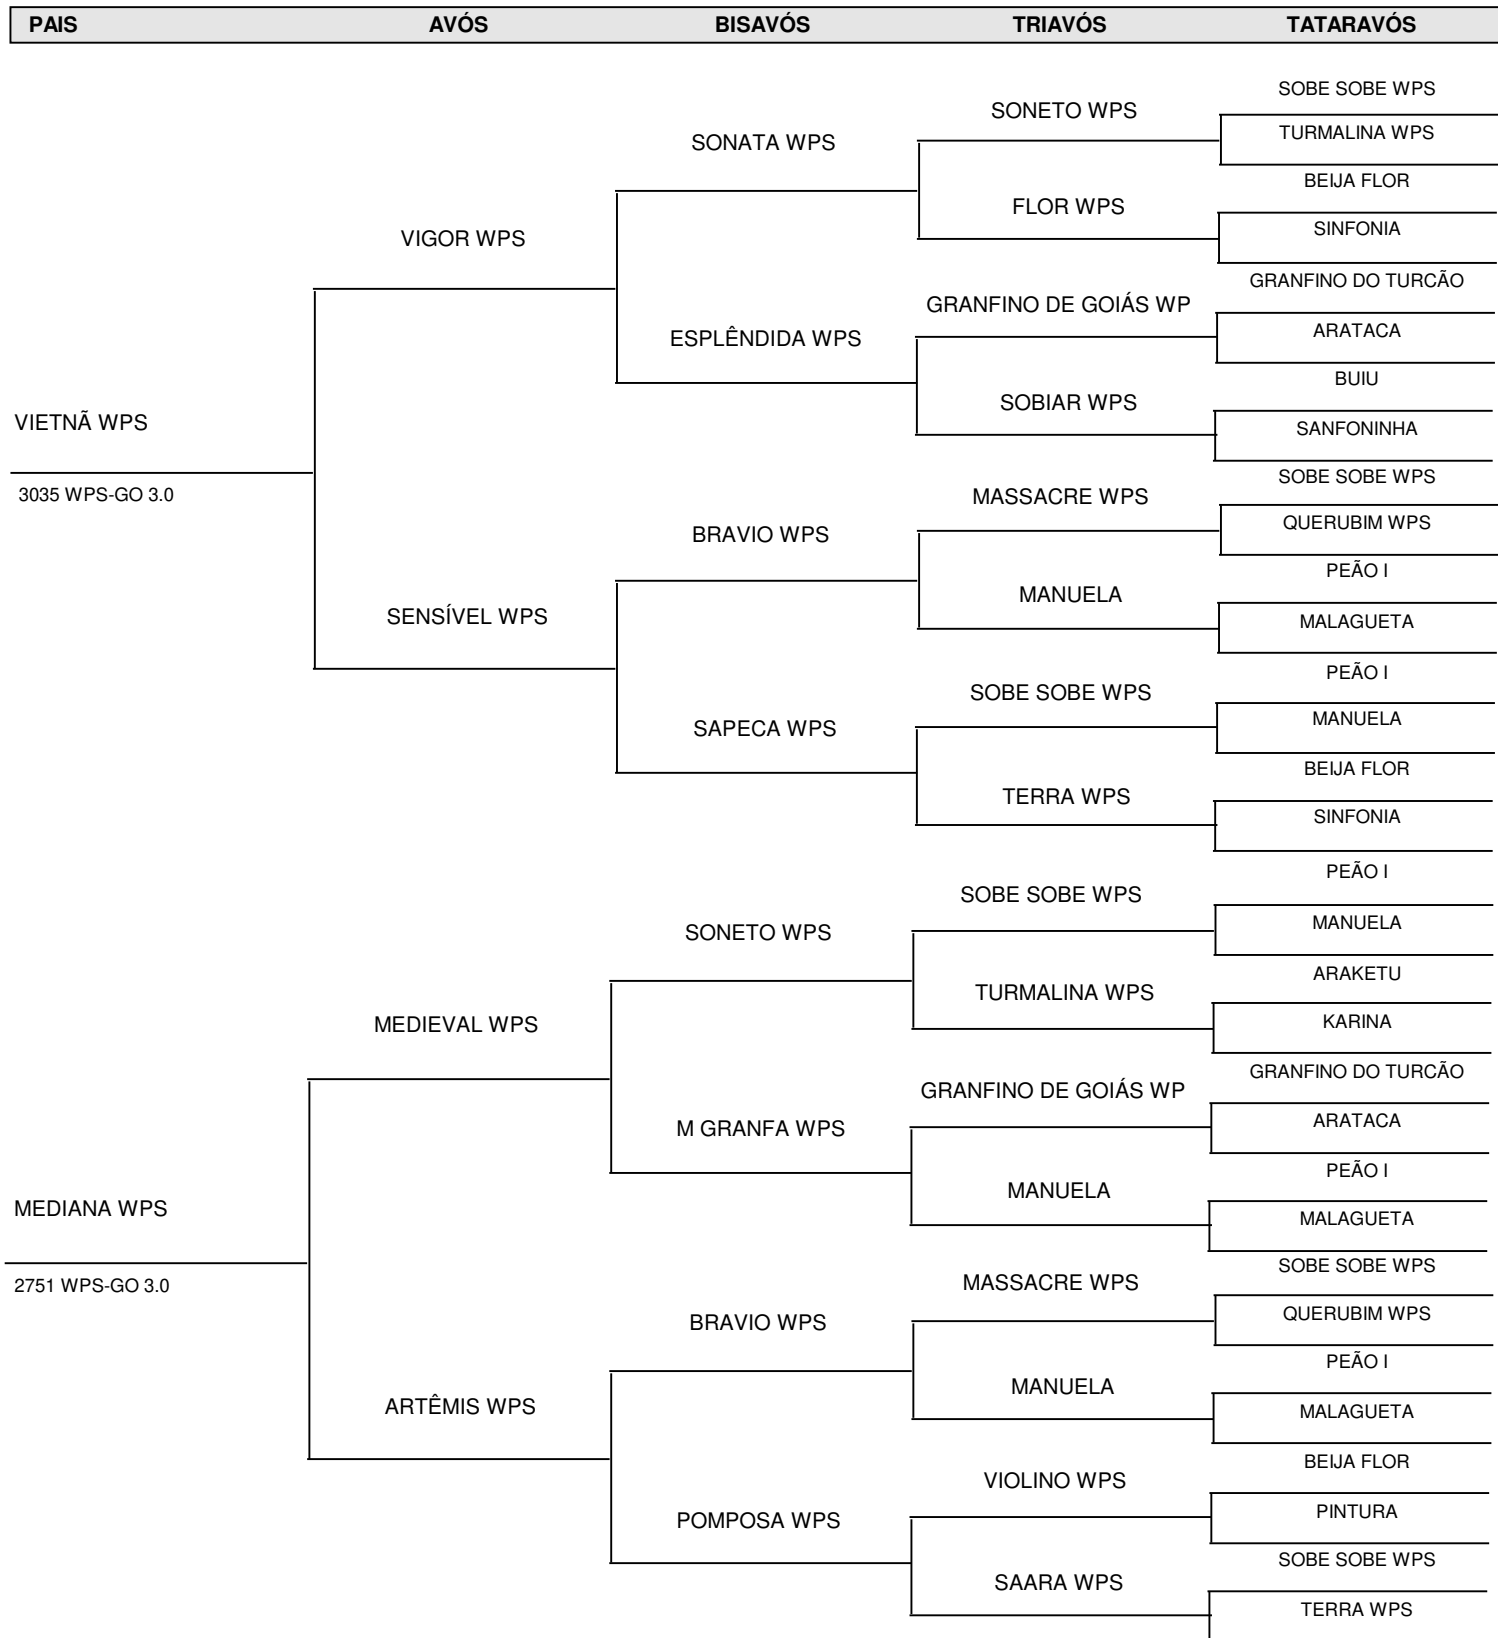 PAIS AVÓS BISAVÓS TRIAVÓS TATARAVÓS
SOBE SOBE WPS
SONETO WPS
TURMALINA WPS
SONATA WPS
BEIJA FLOR
FLOR WPS
SINFONIA
VIGOR WPS
GRANFINO DO TURCÃO
GRANFINO DE GOIÁS WP
ARATACA
ESPLÊNDIDA WPS
BUIU
SOBIAR WPS
VIETNÃ WPS
SANFONINHA
SOBE SOBE WPS
3035 WPS-GO 3.0
MASSACRE WPS
QUERUBIM WPS
BRAVIO WPS
PEÃO I
MANUELA
SENSÍVEL WPS
MALAGUETA
PEÃO I
SOBE SOBE WPS
MANUELA
SAPECA WPS
BEIJA FLOR
TERRA WPS
SINFONIA
PEÃO I
SOBE SOBE WPS
MANUELA
SONETO WPS
ARAKETU
TURMALINA WPS
KARINA
MEDIEVAL WPS
GRANFINO DO TURCÃO
GRANFINO DE GOIÁS WP
ARATACA
M GRANFA WPS
PEÃO I
MANUELA
MEDIANA WPS
MALAGUETA
SOBE SOBE WPS
2751 WPS-GO 3.0
MASSACRE WPS
QUERUBIM WPS
BRAVIO WPS
PEÃO I
MANUELA
ARTÊMIS WPS
MALAGUETA
BEIJA FLOR
VIOLINO WPS
PINTURA
POMPOSA WPS
SOBE SOBE WPS
SAARA WPS
TERRA WPS